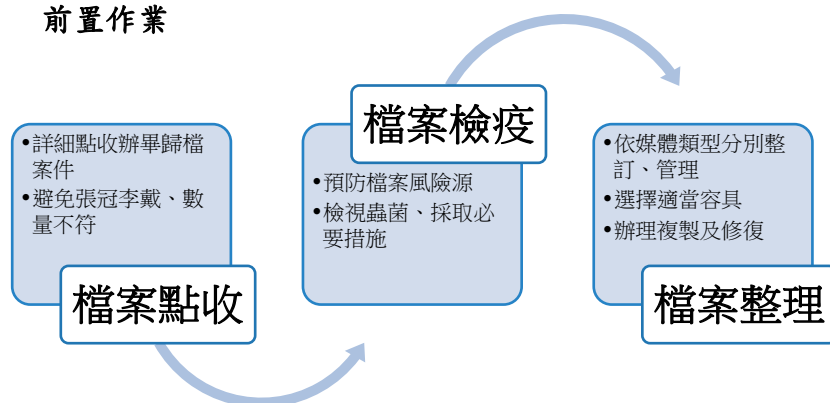 前置作業
•詳細點收辦畢歸檔
案件
•避免張冠李戴、數
量不符
檔案點收
檔案檢疫
•預防檔案風險源
•檢視蟲菌、採取必
要措施
•依媒體類型分別整
訂、管理
•選擇適當容具
•辦理複製及修復
檔案整理